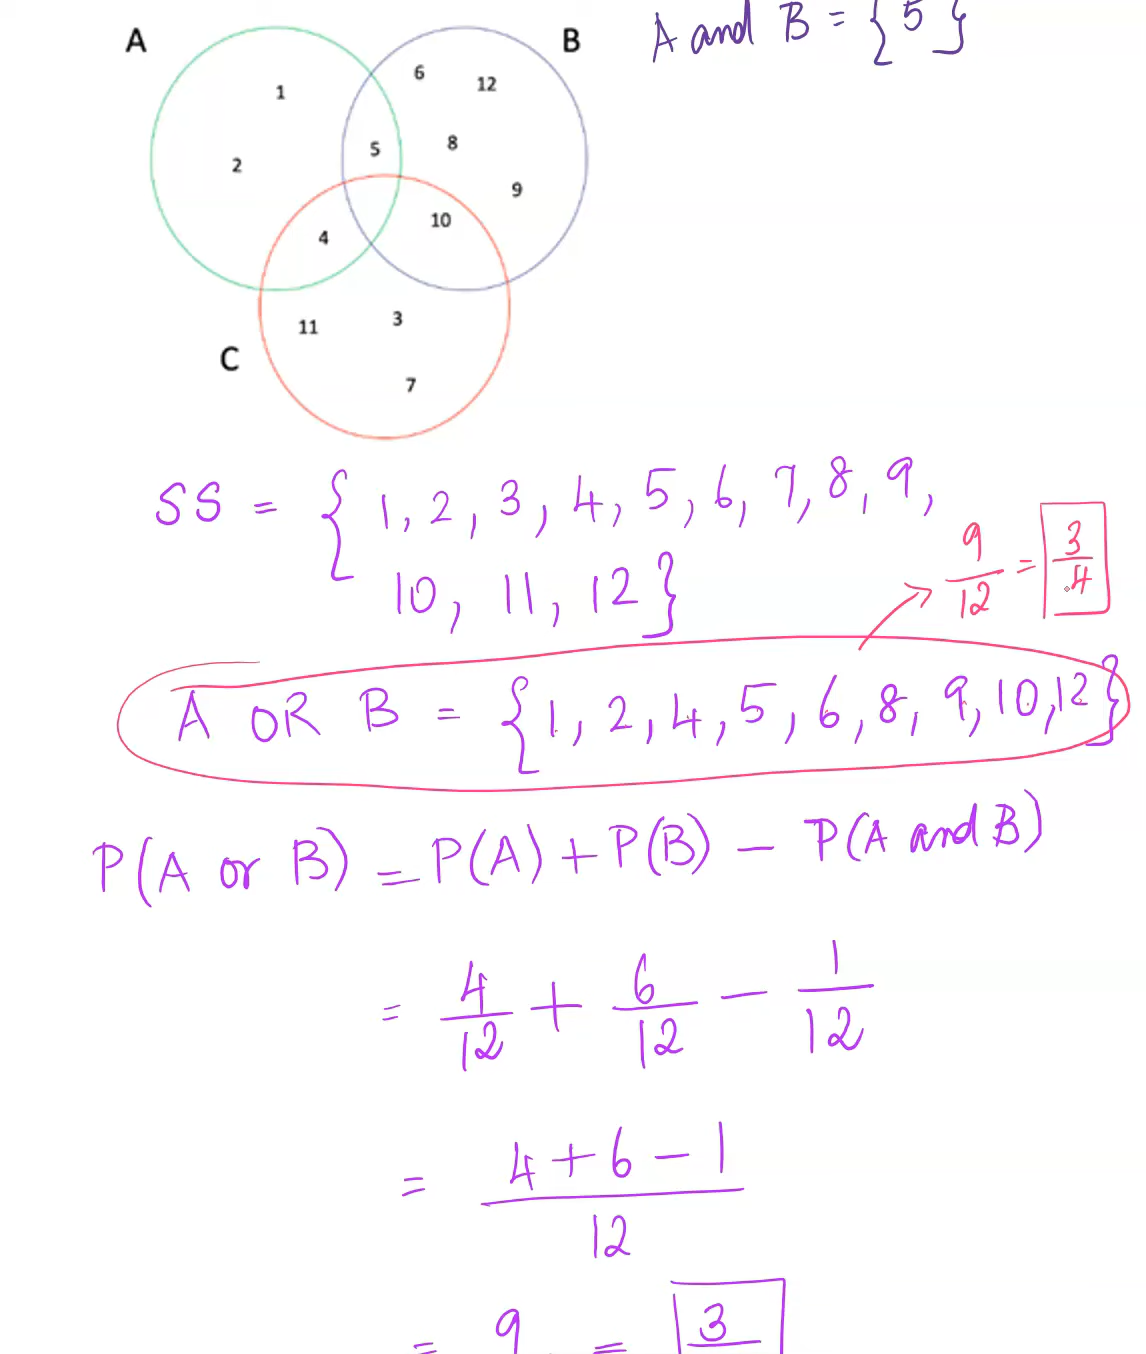 A and B = {5}
A B
6 12
1
5 8
2
9
10
4
11 3
C
7
SS = {1, 2, 3, 4, 5, 6, 7, 8, 9,
10, 11, 12}
9/12 = 3/4
A OR B = {1, 2, 4, 5, 6, 8, 9, 10, 12}
P(A or B) = P(A) + P(B) - P(A and B)
= 4/12 + 6/12 - 1/12
= 4+6-1/12
= 9 = 3